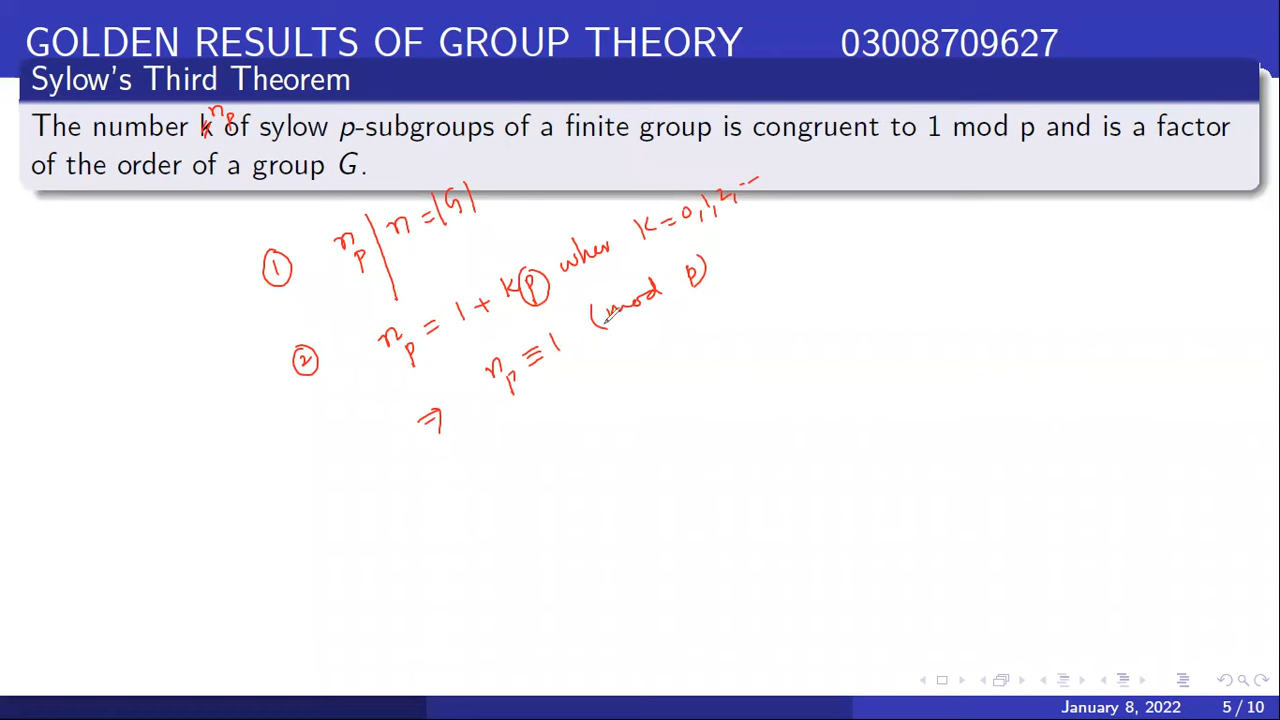 GOLDEN RESULTS OF GROUP THEORY 03008709627
Sylow's Third Theorem
n_p
The number k of sylow p-subgroups of a finite group is congruent to 1 mod p and is a factor
of the order of a group G.
① n_p | n = |G|
② n_p = 1 + kp where k = 0, 1, 2, ---
⇒ n_p ≡ 1 (mod p)
January 8, 2022 5 / 10